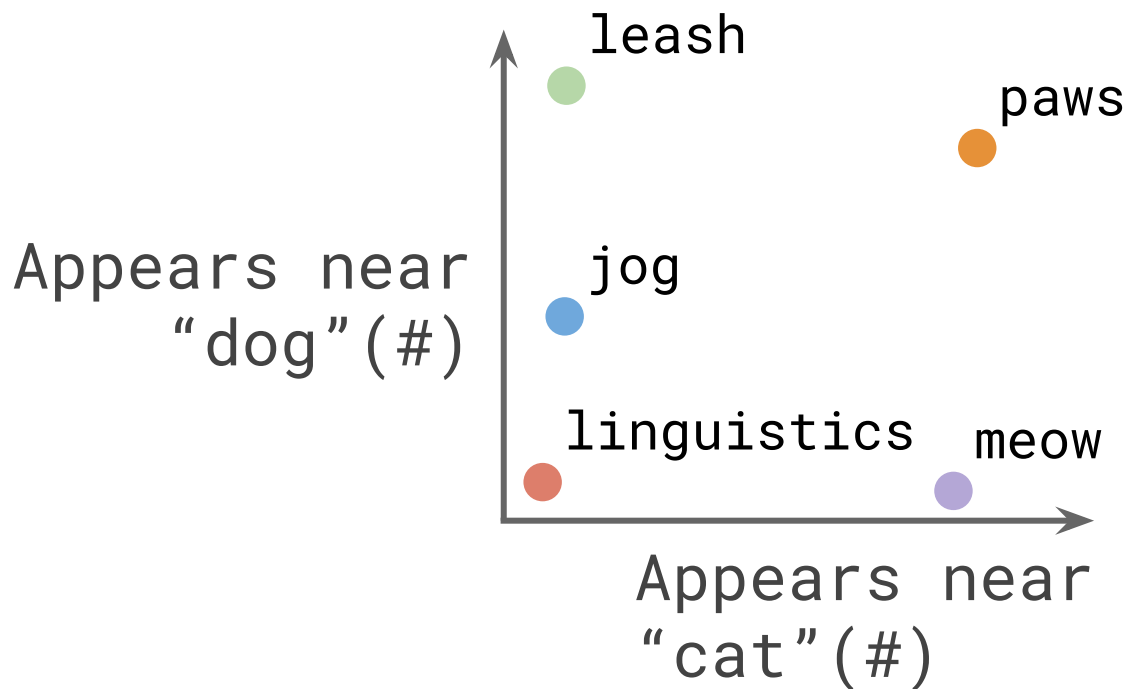 leash
paws
Appears near
“dog”(#)
jog
linguistics
meow
Appears near
“cat”(#)